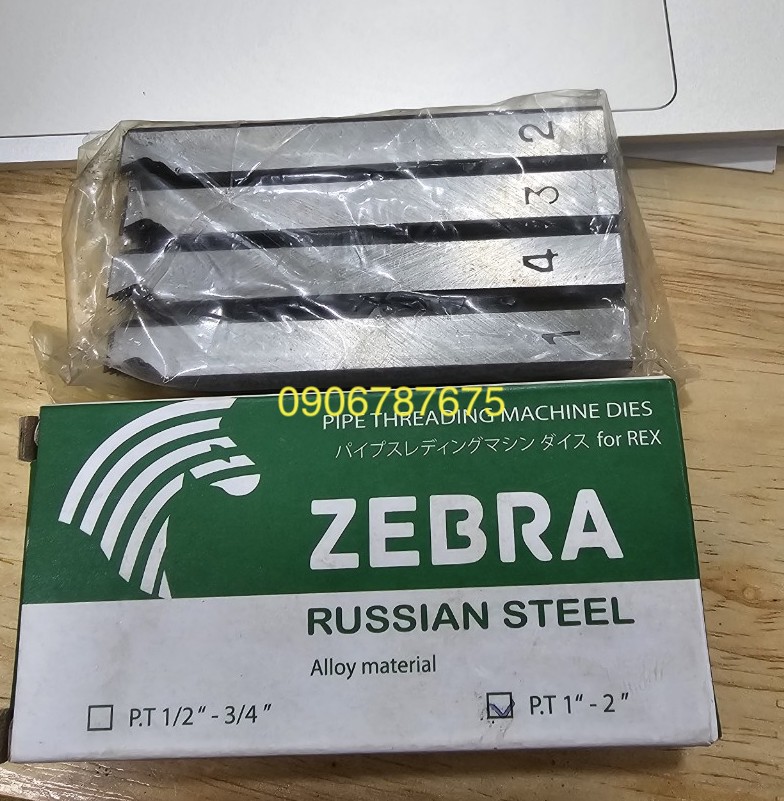 2
3
4
1
0906787675
PIPE THREADING MACHINE DIES
パイプスレディングマシン ダイス for REX
ZEBRA
RUSSIAN STEEL
Alloy material
P.T 1/2" - 3/4"
P.T 1" - 2"